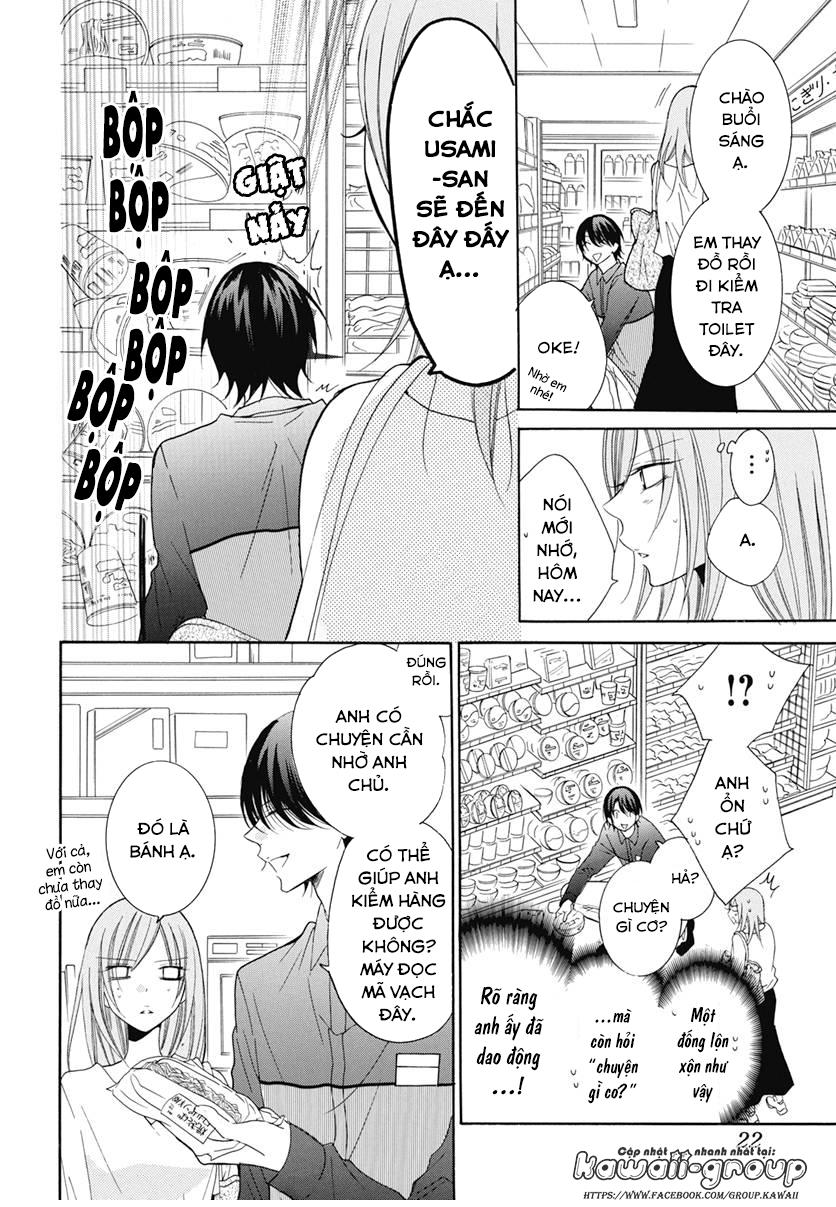 CHÀO
BUỔI
SÁNG
Ạ.
EM THAY
ĐỒ RỒI
ĐI KIỂM
TRA
TOILET
ĐÂY.
こぎり.
OKE!
Nhờ em
nhé!
...
A.
NÓI
MỚI
NHỚ,
HÔM
NAY...
CHẮC
USAMI
-SAN
SẼ ĐẾN
ĐÂY ĐẤY
Ạ...
GIẬT
NẢY
BỘP
BỘP
BỘP
BỘP
BỘP
BỘP
!?
ANH
ỔN
CHỨ
Ạ?
HẢ?
CHUYỆN
GÌ CƠ?
Một
đống lộn
xộn như
vậy
...mà
còn hỏi
“chuyện
gì cơ?”
Rõ ràng
anh ấy đã
dao động
...!
ĐÚNG
RỒI.
ANH CÓ
CHUYỆN CẦN
NHỜ ANH
CHỦ.
CÓ THỂ
GIÚP ANH
KIỂM HÀNG
ĐƯỢC
KHÔNG?
MÁY ĐỌC
MÃ VẠCH
ĐÂY.
ĐÓ LÀ
BÁNH Ạ.
Với cả,
em còn
chưa thay
đồ nữa...
22
Cập nhật nhanh nhất tại:
kawaii-group
HTTPS://WWW.FACEBOOK.COM/GROUP.KAWAII